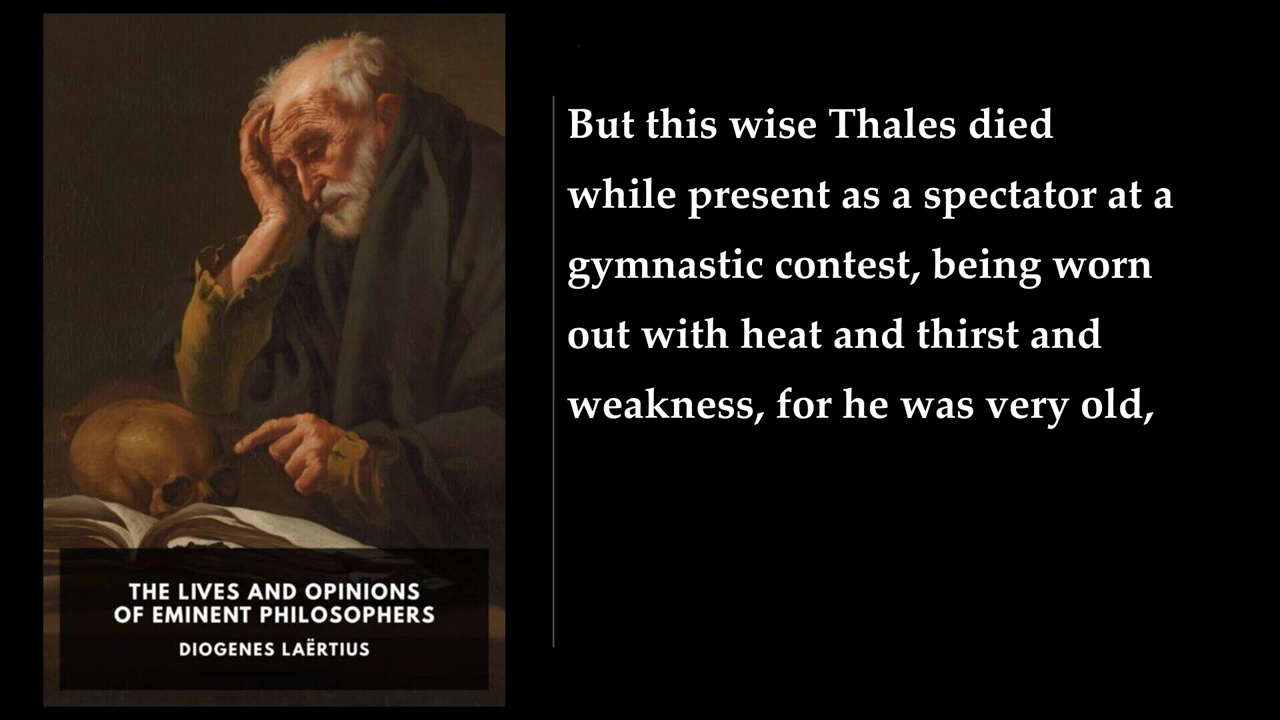 THE LIVES AND OPINIONS
OF EMINENT PHILOSOPHERS
DIOGENES LAËRTIUS
But this wise Thales died
while present as a spectator at a
gymnastic contest, being worn
out with heat and thirst and
weakness, for he was very old,